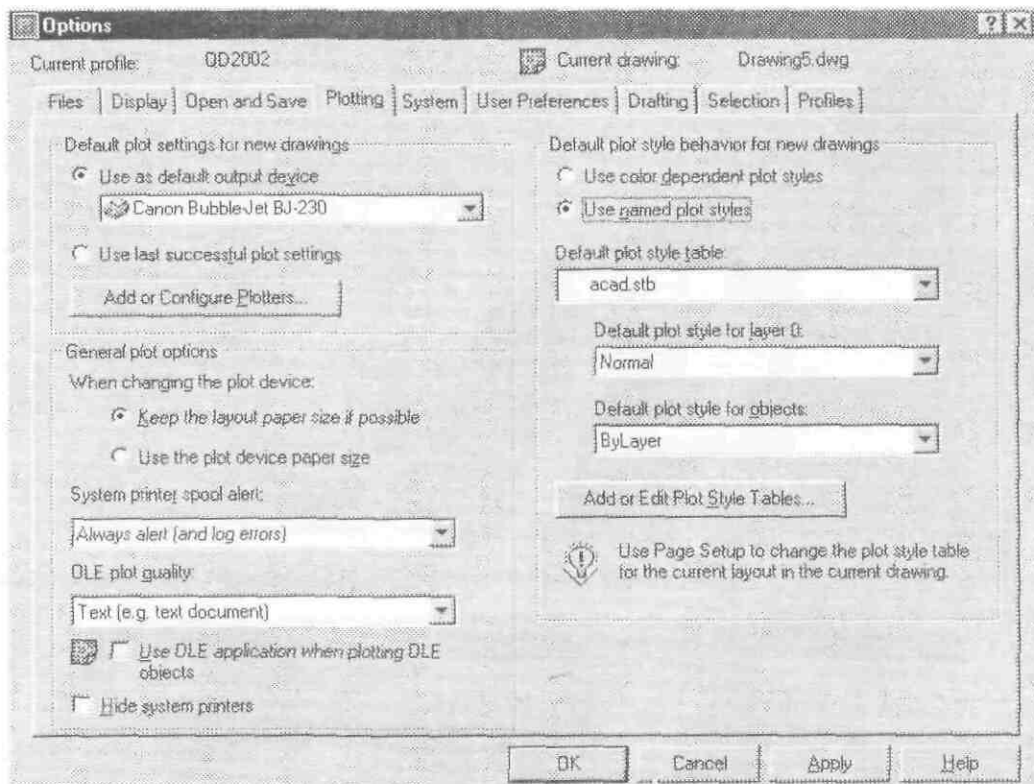 Options
Current profile: QD2002 Current drawing: Drawing5.dwg
Files Display Open and Save Plotting System User Preferences Drafting Selection Profiles
Default plot settings for new drawings
Use as default output device
Canon Bubble-Jet BJ-230
Use last successful plot settings
Add or Configure Plotters...
General plot options
When changing the plot device:
Keep the layout paper size if possible
Use the plot device paper size
System printer spool alert:
Always alert (and log errors)
OLE plot quality:
Text (e.g. text document)
Use OLE application when plotting OLE
objects
Hide system printers
Default plot style behavior for new drawings
Use color dependent plot styles
Use named plot styles
Default plot style table:
acad.stb
Default plot style for layer 0:
Normal
Default plot style for objects:
ByLayer
Add or Edit Plot Style Tables...
Use Page Setup to change the plot style table
for the current layout in the current drawing.
OK Cancel Apply Help